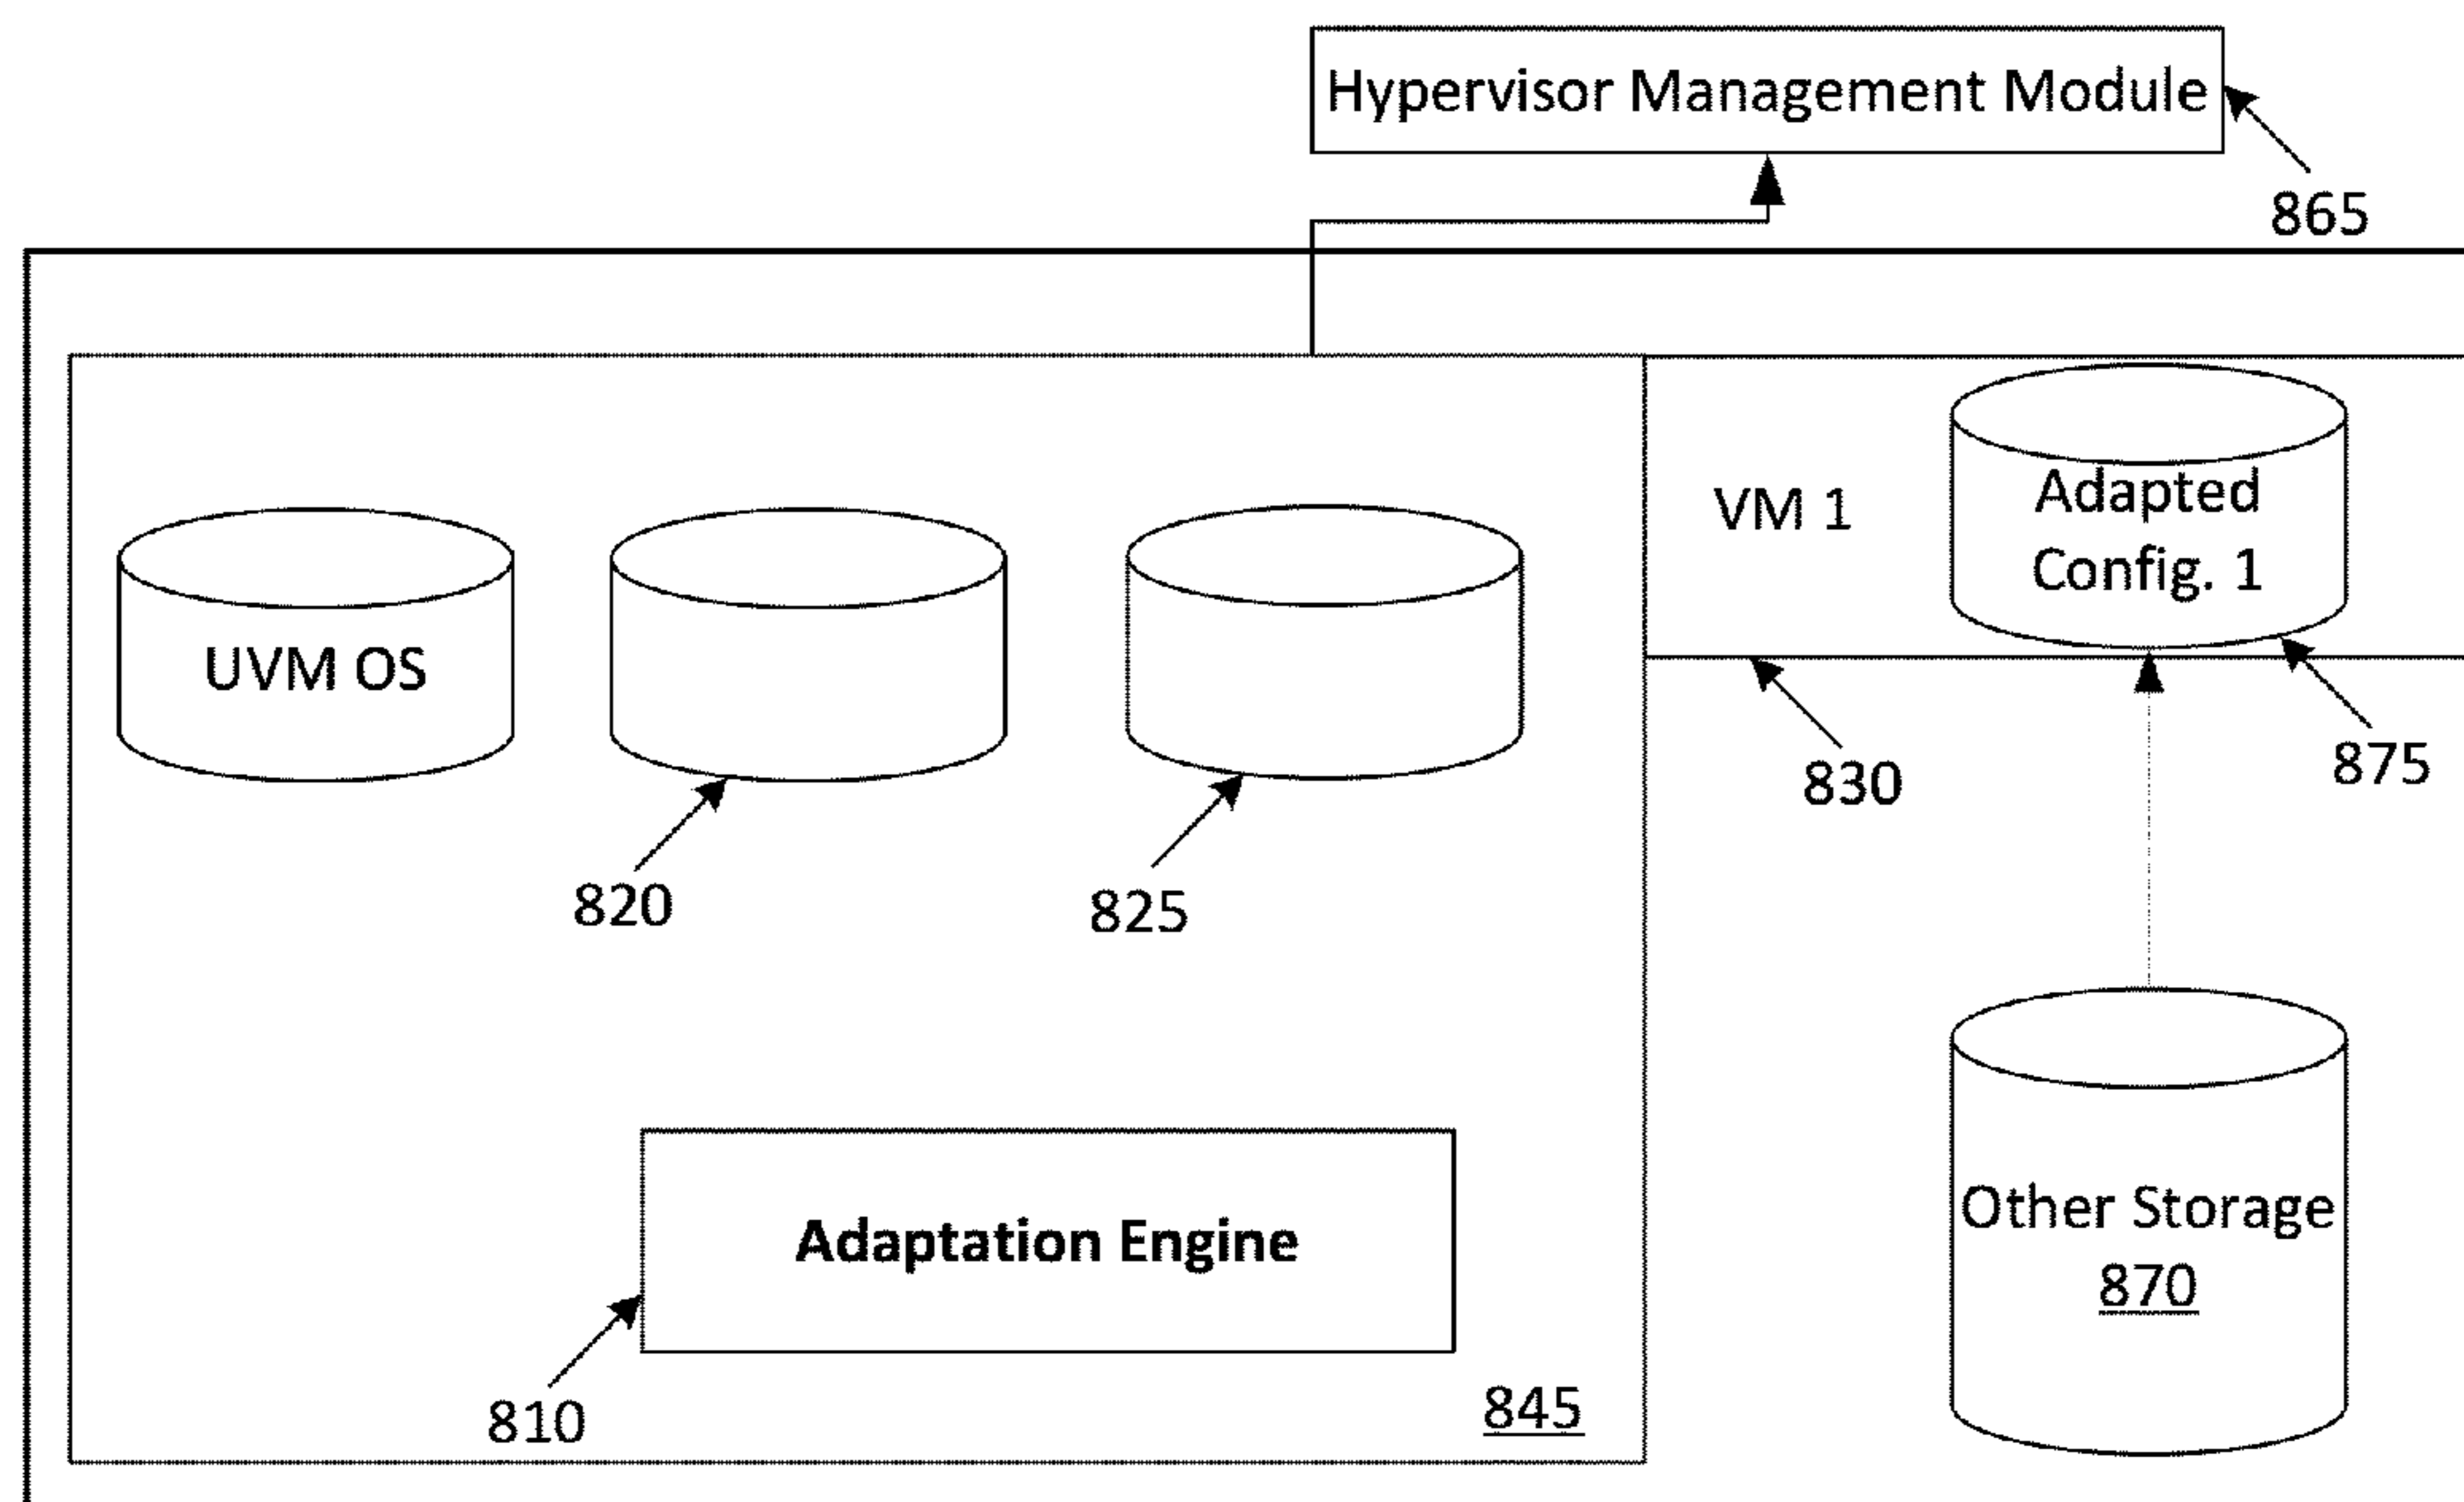 Hypervisor Management Module
865
VM 1
Adapted
Config. 1
UVM OS
830
875
820
825
Other Storage
870
Adaptation Engine
810
845